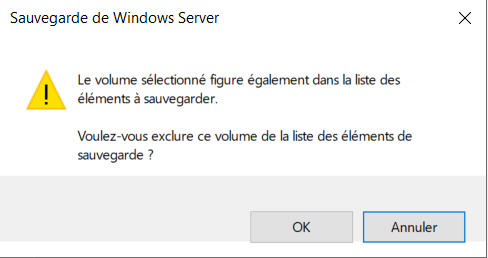 Sauvegarde de Windows Server
Le volume sélectionné figure également dans la liste des
éléments à sauvegarder.
Voulez-vous exclure ce volume de la liste des éléments de
sauvegarde ?
OK
Annuler